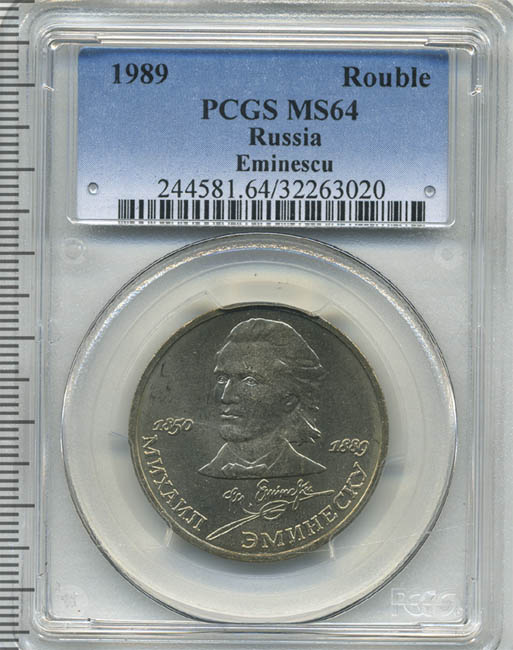 1989 Rouble
PCGS MS64
Russia
Eminescu
244581.64/32263020
1850
1889
МИХАИЛ ЭМИНЕСКУ
PCGS